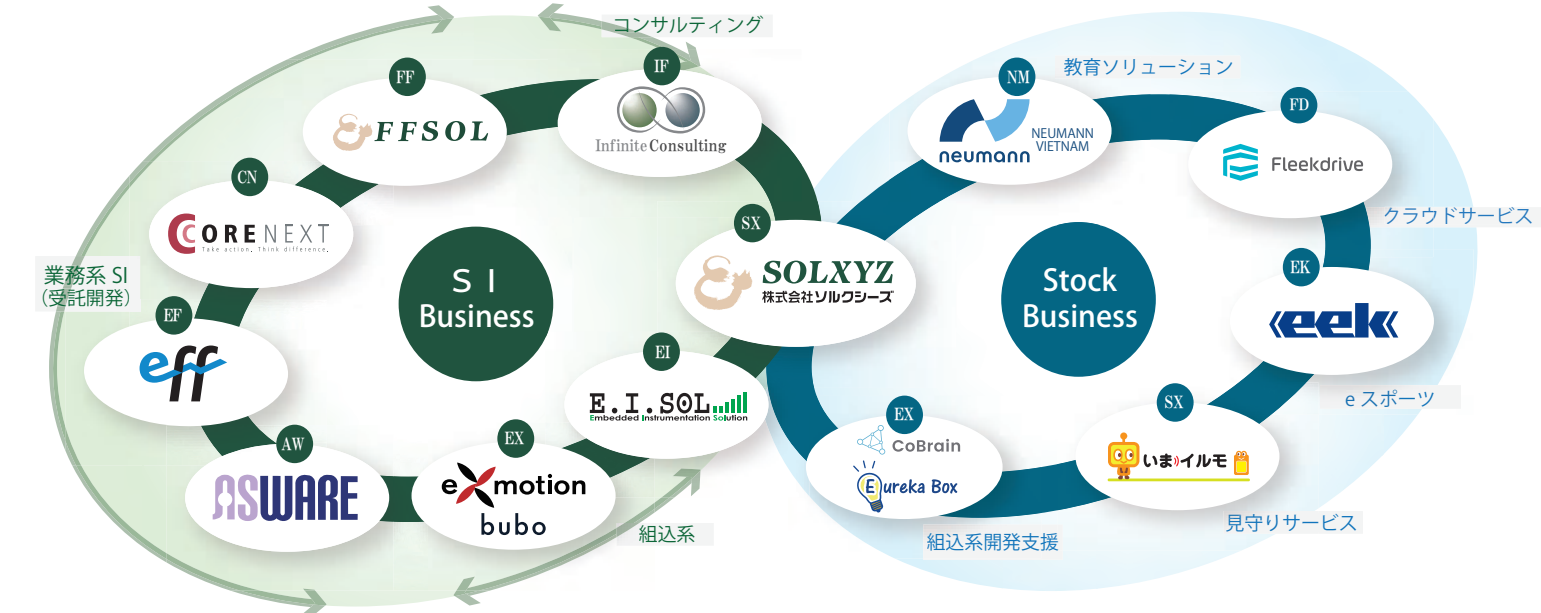 コンサルティング
IF
Infinite Consulting
FF
FFSOL
CN
CORENEXT
Take action. Think difference.
業務系 SI
（受託開発）
EF
eff
AW
ASWARE
EX
eXmotion
bubo
組込系
EI
E.I.SOL
Embedded Instrumentation Solution
SI
Business
SX
SOLXYZ
株式会社ソルクシーズ
教育ソリューション
NM
neumann
NEUMANN
VIETNAM
FD
Fleekdrive
クラウドサービス
Stock
Business
EK
eek
e スポーツ
SX
いまイルモ
見守りサービス
EX
CoBrain
Eureka Box
組込系開発支援